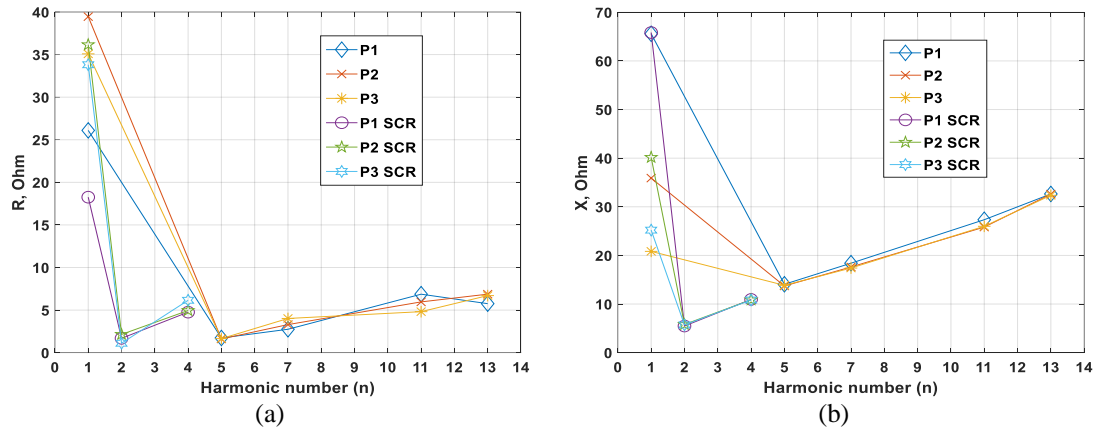 40
35
30
25
20
15
10
5
0
R, Ohm
0 1 2 3 4 5 6 7 8 9 10 11 12 13 14
Harmonic number (n)
P1
P2
P3
P1 SCR
P2 SCR
P3 SCR
(a)
70
60
50
40
30
20
10
0
X, Ohm
0 1 2 3 4 5 6 7 8 9 10 11 12 13 14
Harmonic number (n)
P1
P2
P3
P1 SCR
P2 SCR
P3 SCR
(b)